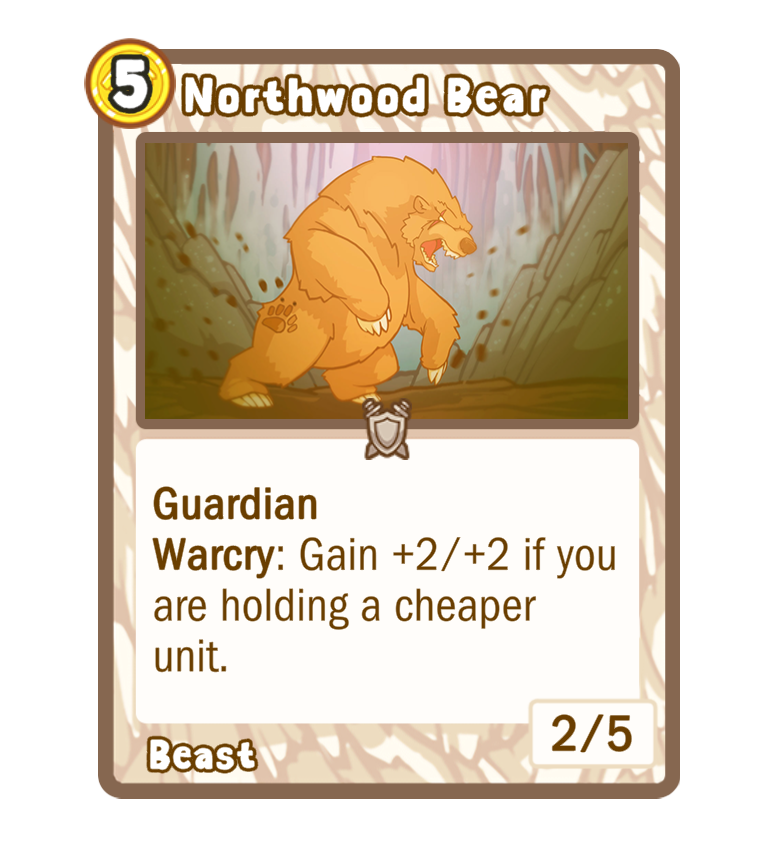 5
Northwood Bear
Guardian
Warcry: Gain +2/+2 if you
are holding a cheaper
unit.
2/5
Beast